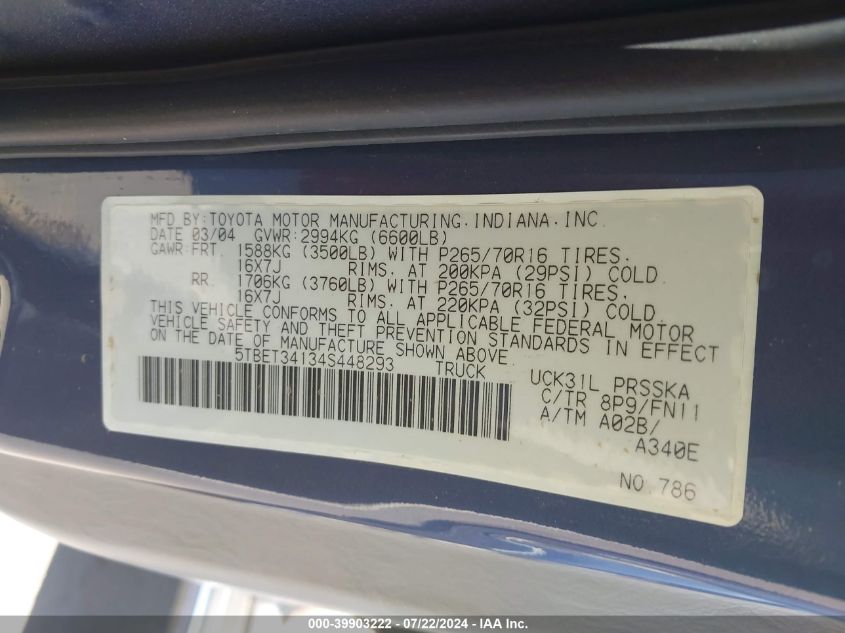 MFD BY:TOYOTA MOTOR MANUFACTURING.INDIANA.INC.
DATE 03/04 GVWR:2994KG (6600LB)
GAWR:FRT. 1588KG (3500LB) WITH P265/70R16 TIRES.
16X7J RIMS. AT 200KPA (29PSI) COLD.
RR. 1706KG (3760LB) WITH P265/70R16 TIRES.
16X7J RIMS. AT 220KPA (32PSI) COLD.
THIS VEHICLE CONFORMS TO ALL APPLICABLE FEDERAL MOTOR
VEHICLE SAFETY AND THEFT PREVENTION STANDARDS IN EFFECT
ON THE DATE OF MANUFACTURE SHOWN ABOVE.
5TBET34134S448293 TRUCK
UCK31L PRSSKA
C/TR 8P9/FN11
A/TM A02B/
A340E
NO.786
000-39903222 - 07/22/2024 - IAA Inc.